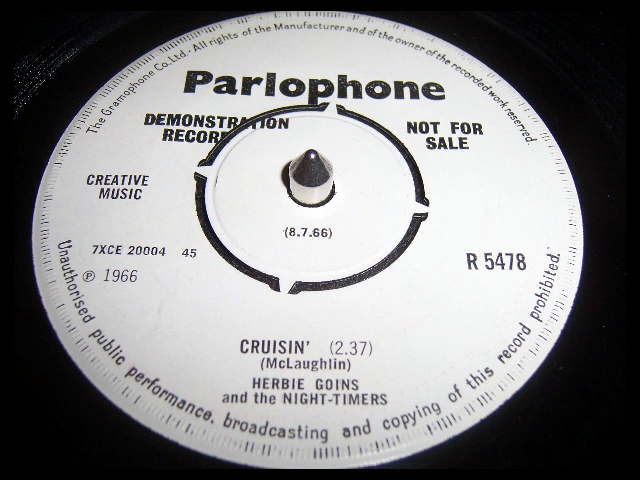 The Gramophone Co. Ltd.- All rights of the Manufacturer and of the owner of the recorded work reserved.
Parlophone
DEMONSTRATION
RECORD
NOT FOR
SALE
CREATIVE
MUSIC
(8.7.66)
7XCE 20004 45
℗ 1966
R 5478
CRUISIN' (2.37)
(McLaughlin)
HERBIE GOINS
and the NIGHT-TIMERS
Unauthorised public performance, broadcasting and copying of this record prohibited.